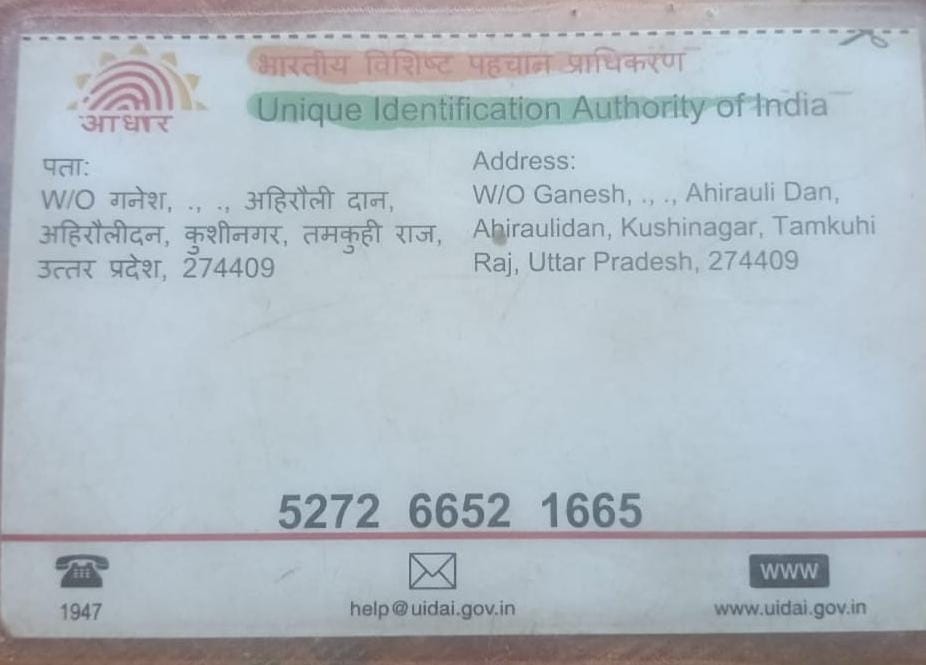 भारतीय विशिष्ट पहचान प्राधिकरण
Unique Identification Authority of India
आधार
पता:
W/O गनेश, ., ., अहिरौली दान,
अहिरौलीदन, कुशीनगर, तमकुही राज,
उत्तर प्रदेश, 274409
Address:
W/O Ganesh, ., ., Ahirauli Dan,
Ahiraulidan, Kushinagar, Tamkuhi
Raj, Uttar Pradesh, 274409
5272 6652 1665
1947
help@uidai.gov.in
WWW
www.uidai.gov.in